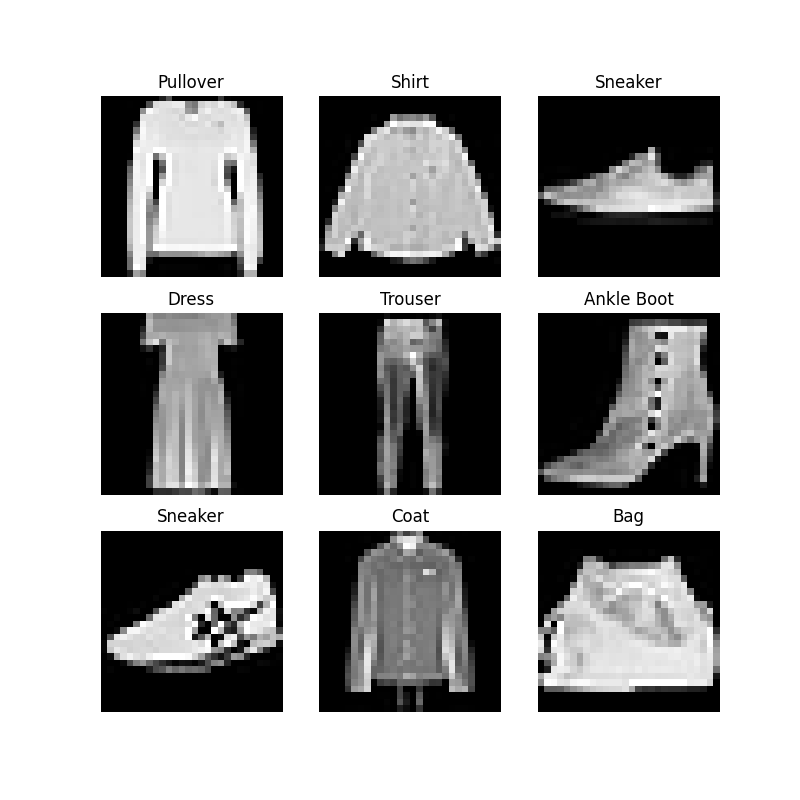 Pullover
Shirt
Sneaker
Dress
Trouser
Ankle Boot
Sneaker
Coat
Bag